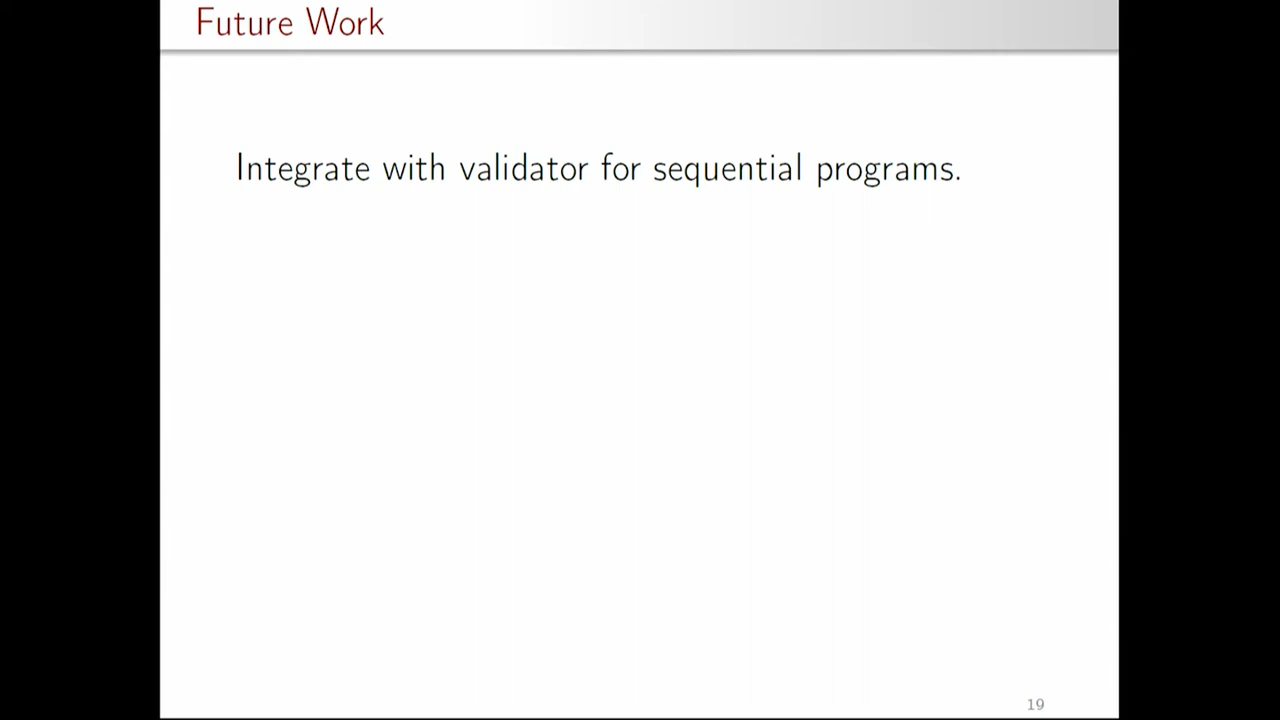 Future Work
Integrate with validator for sequential programs.
19